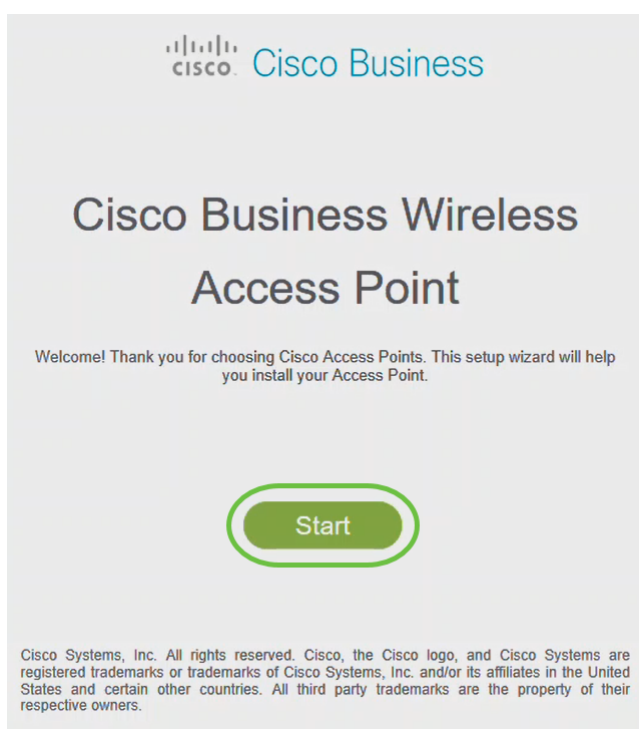 CISCO. Cisco Business
Cisco Business Wireless
Access Point
Welcome! Thank you for choosing Cisco Access Points. This setup wizard will help
you install your Access Point.
Start
Cisco Systems, Inc. All rights reserved. Cisco, the Cisco logo, and Cisco Systems are
registered trademarks or trademarks of Cisco Systems, Inc. and/or its affiliates in the United
States and certain other countries. All third party trademarks are the property of their
respective owners.